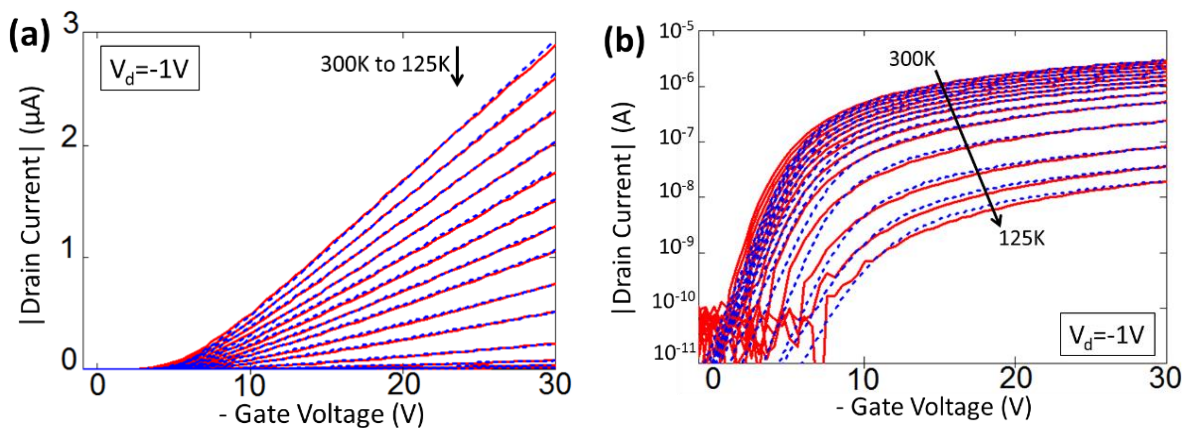 (a)
3
2
1
0
|Drain Current| (μA)
V_d=-1V
300K to 125K
0
10
20
30
- Gate Voltage (V)
(b)
10^-5
10^-6
10^-7
10^-8
10^-9
10^-10
10^-11
|Drain Current| (A)
300K
125K
V_d=-1V
0
10
20
30
- Gate Voltage (V)